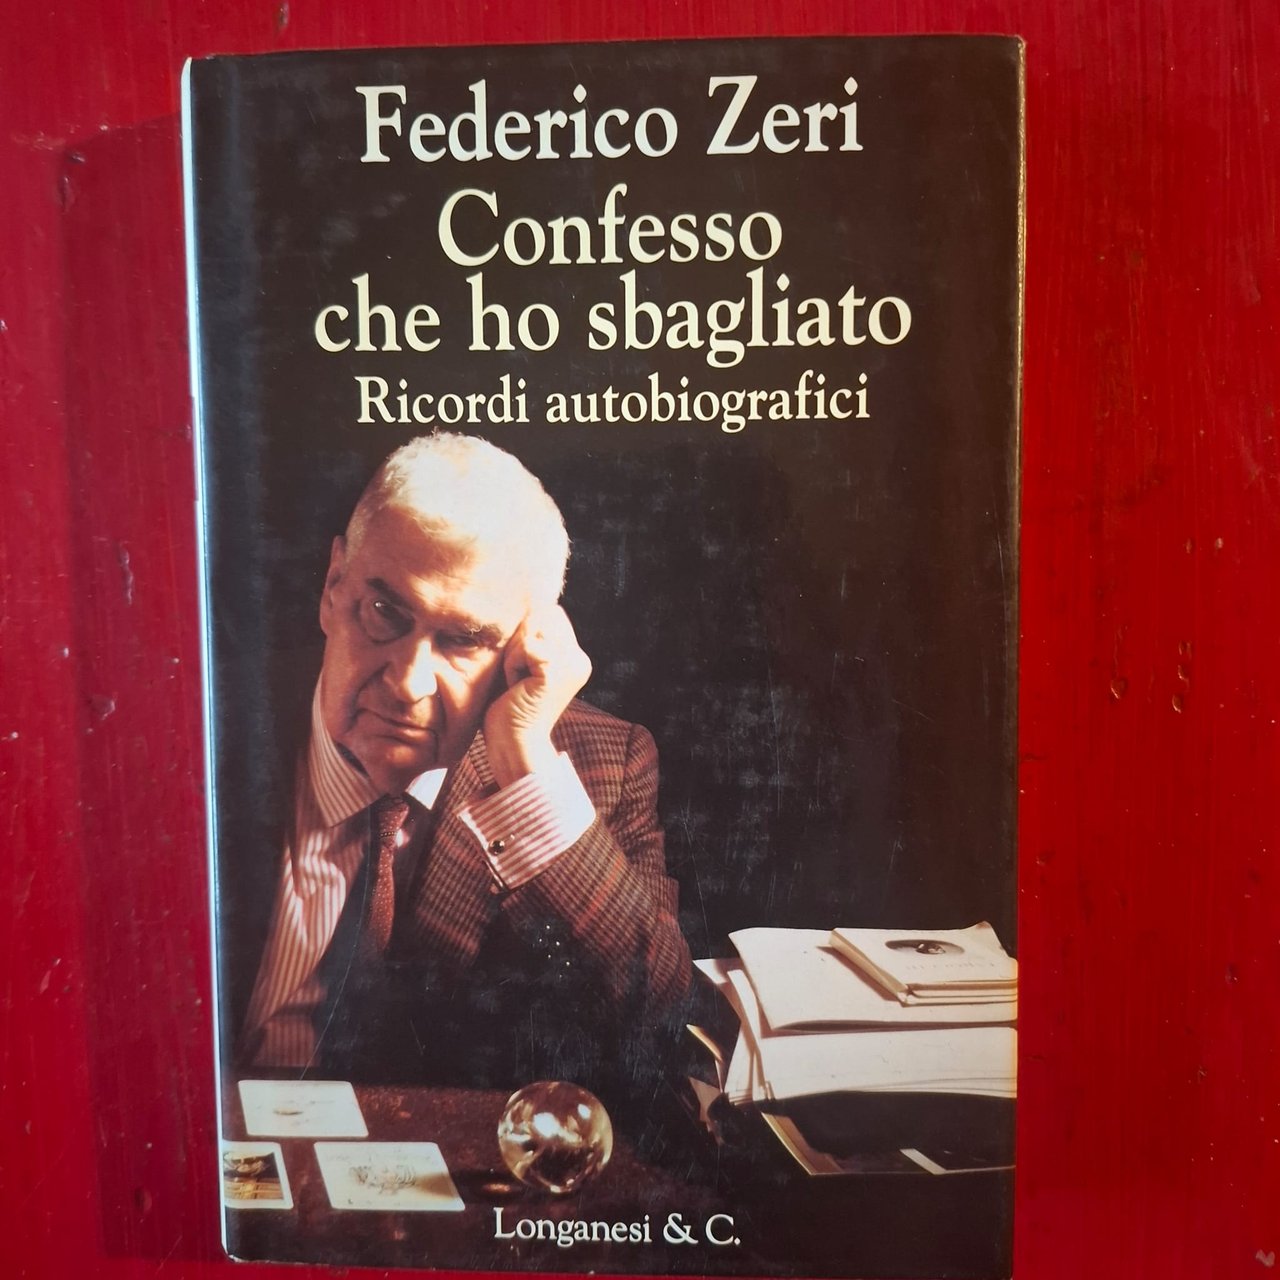 Federico Zeri
Confesso
che ho sbagliato
Ricordi autobiografici
Longanesi & C.